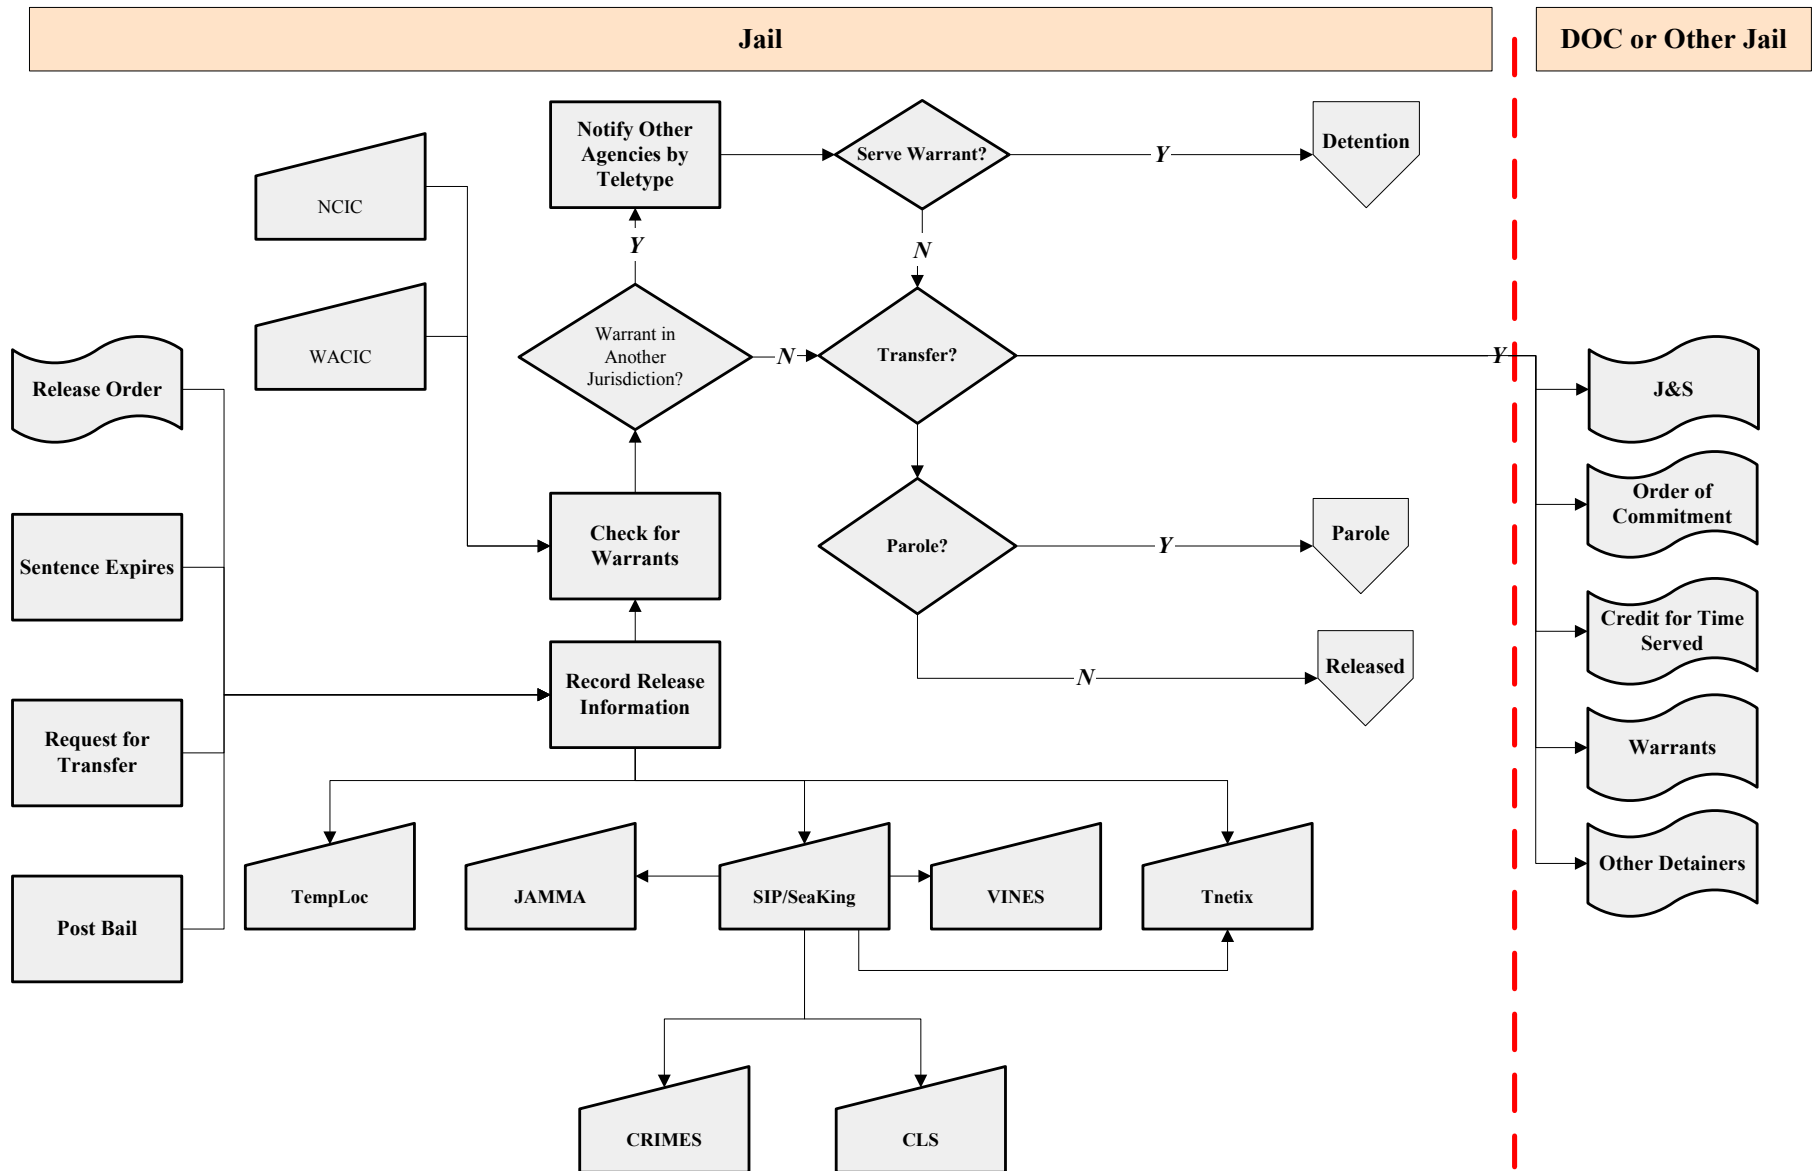 Jail
DOC or Other Jail
Notify Other
Agencies by
Teletype
Serve Warrant?
Y
Detention
NCIC
Y
N
WACIC
Warrant in
Another
Jurisdiction?
N
Transfer?
Y
Release Order
J&S
Order of
Commitment
Sentence Expires
Check for
Warrants
Parole?
Y
Parole
Credit for Time
Served
Record Release
Information
N
Released
Request for
Transfer
Warrants
TempLoc
JAMMA
SIP/SeaKing
VINES
Tnetix
Other Detainers
Post Bail
CRIMES
CLS